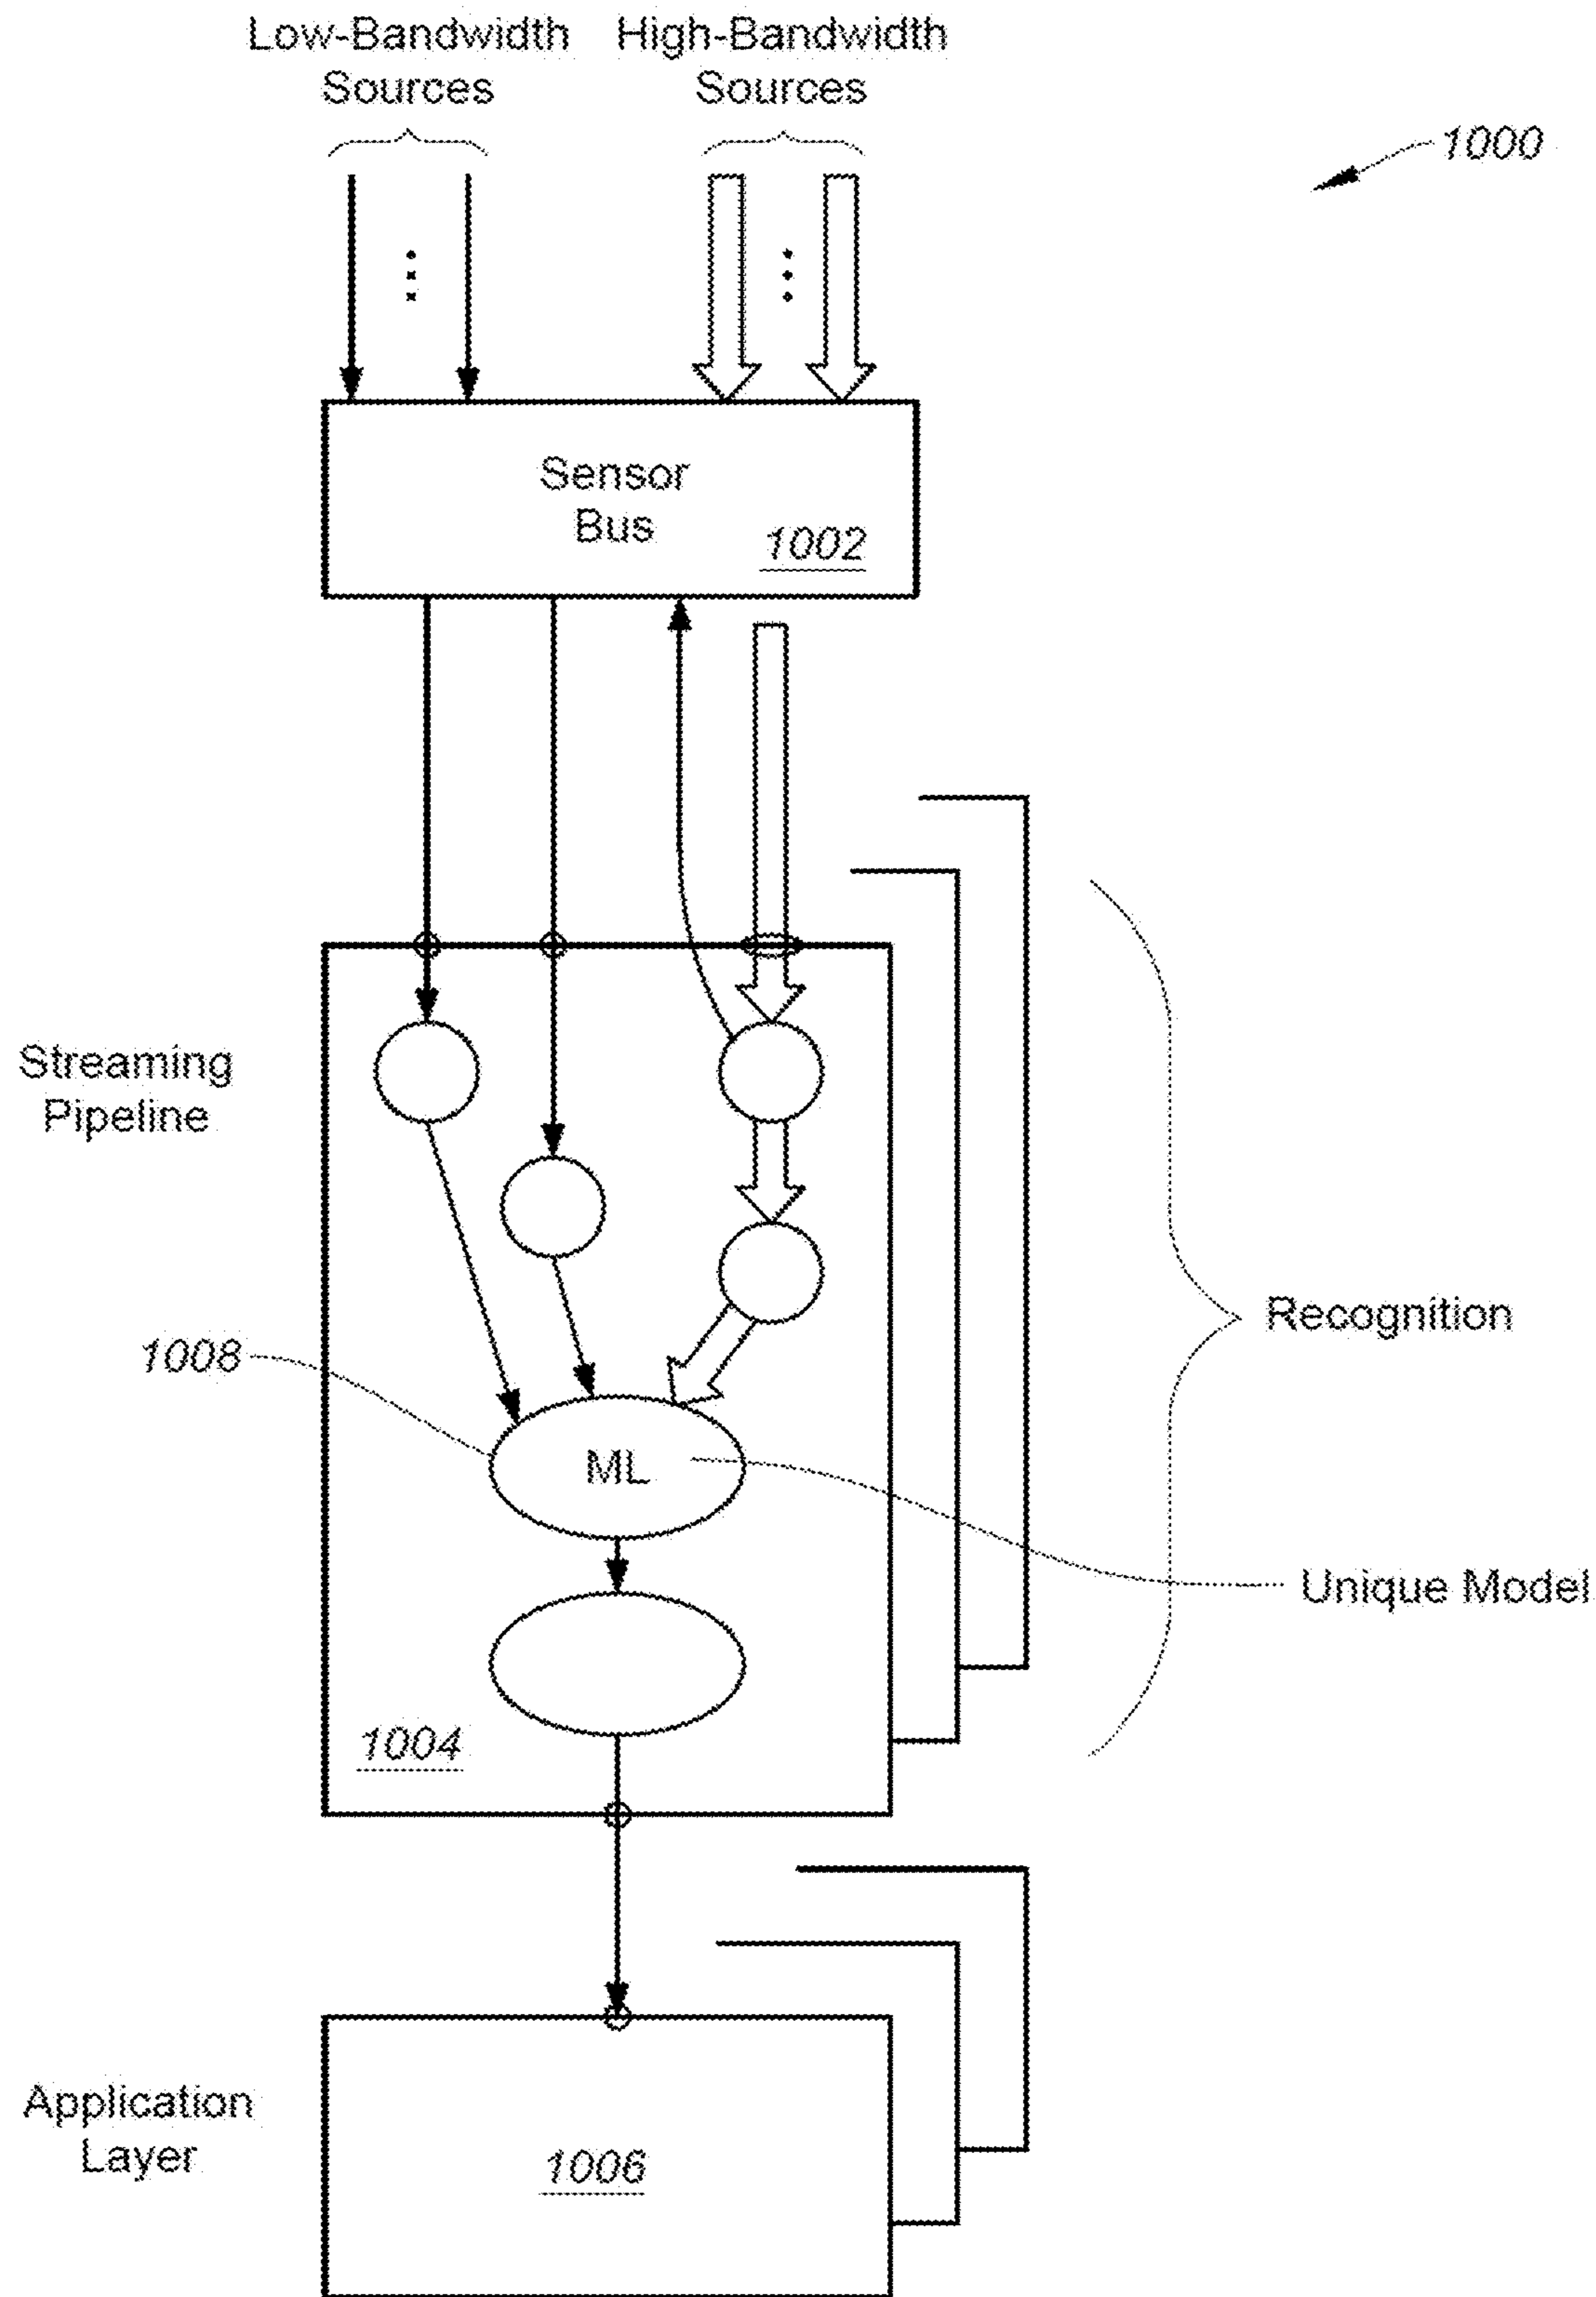 Low-Bandwidth
Sources
High-Bandwidth
Sources
1000
Sensor
Bus
1002
Streaming
Pipeline
Recognition
1008
ML
Unique Model
1004
Application
Layer
1006